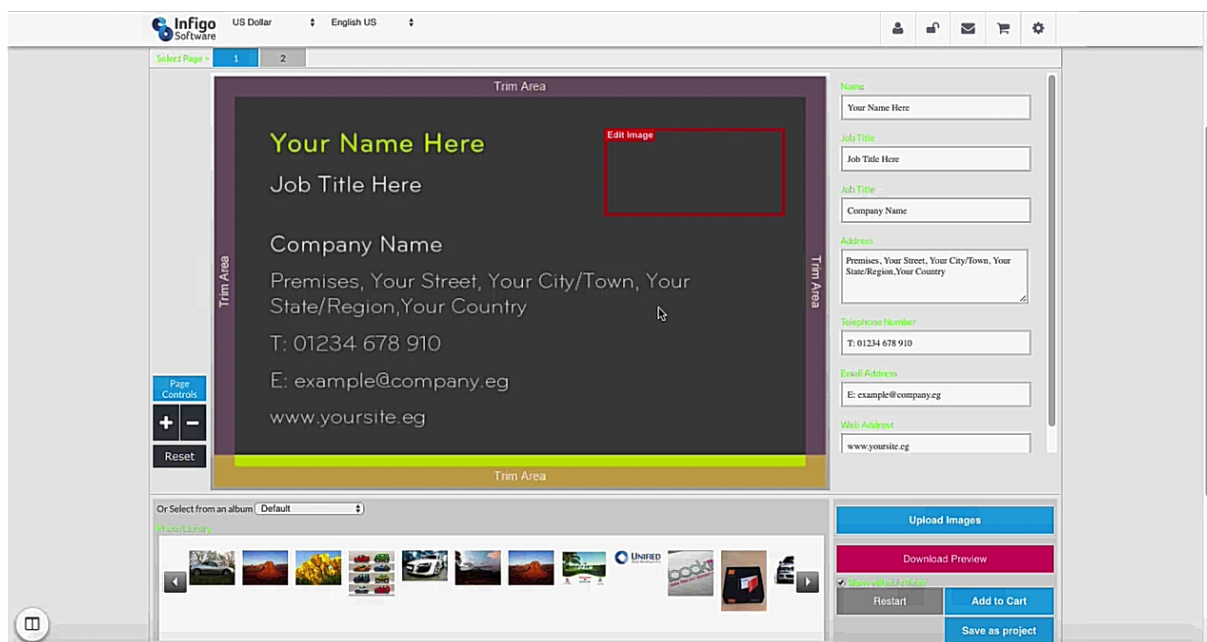 Infigo
Software
US Dollar
English US
Select Page >
1
2
Trim Area
Your Name Here
Edit Image
Job Title Here
Company Name
Trim Area
Trim Area
Premises, Your Street, Your City/Town, Your
State/Region,Your Country
T: 01234 678 910
E: example@company.eg
www.yoursite.eg
Trim Area
Page
Controls
+
−
Reset
Name
Your Name Here
Job Title
Job Title Here
Job Title
Company Name
Address
Premises, Your Street, Your City/Town, Your
State/Region,Your Country
Telephone Number
T: 01234 678 910
Email Address
E: example@company.eg
Web Address
www.yoursite.eg
Or Select from an album
Default
Photo Library
UNIFIED
Upload Images
Download Preview
Restart
Add to Cart
Save as project